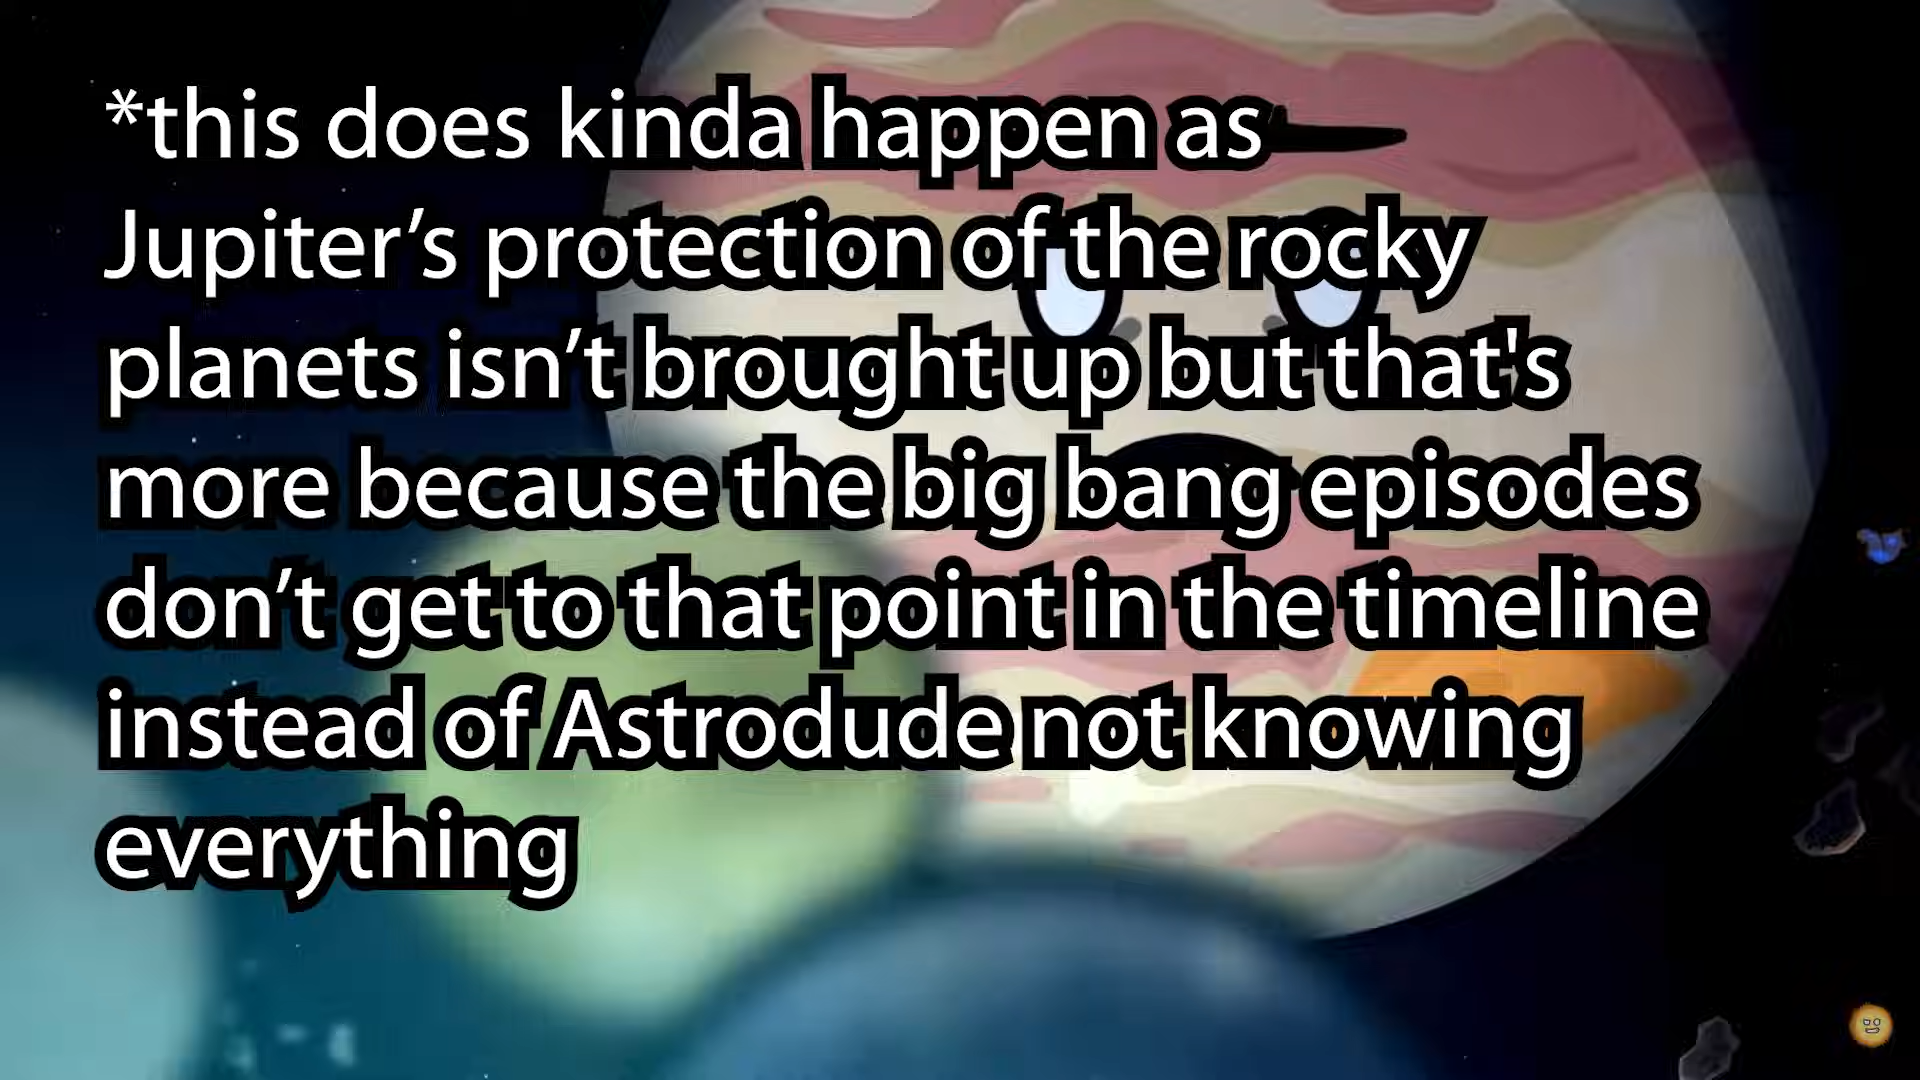 *this does kinda happen as
Jupiter’s protection of the rocky
planets isn’t brought up but that's
more because the big bang episodes
don’t get to that point in the timeline
instead of Astrodude not knowing
everything